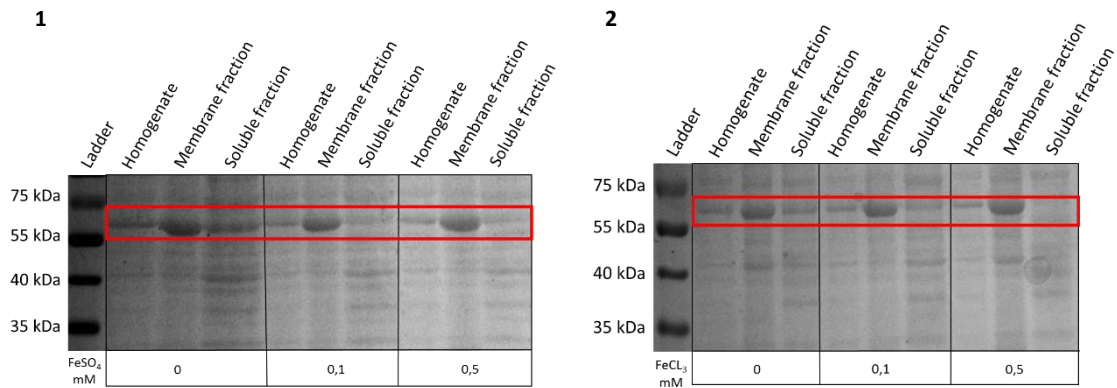 1
Ladder
Homogenate
Membrane fraction
Soluble fraction
Homogenate
Membrane fraction
Soluble fraction
Homogenate
Membrane fraction
Soluble fraction
75 kDa
55 kDa
40 kDa
35 kDa
FeSO₄
mM
0
0,1
0,5
2
Ladder
Homogenate
Membrane fraction
Soluble fraction
Homogenate
Membrane fraction
Soluble fraction
Homogenate
Membrane fraction
Soluble fraction
75 kDa
55 kDa
40 kDa
35 kDa
FeCL₃
mM
0
0,1
0,5